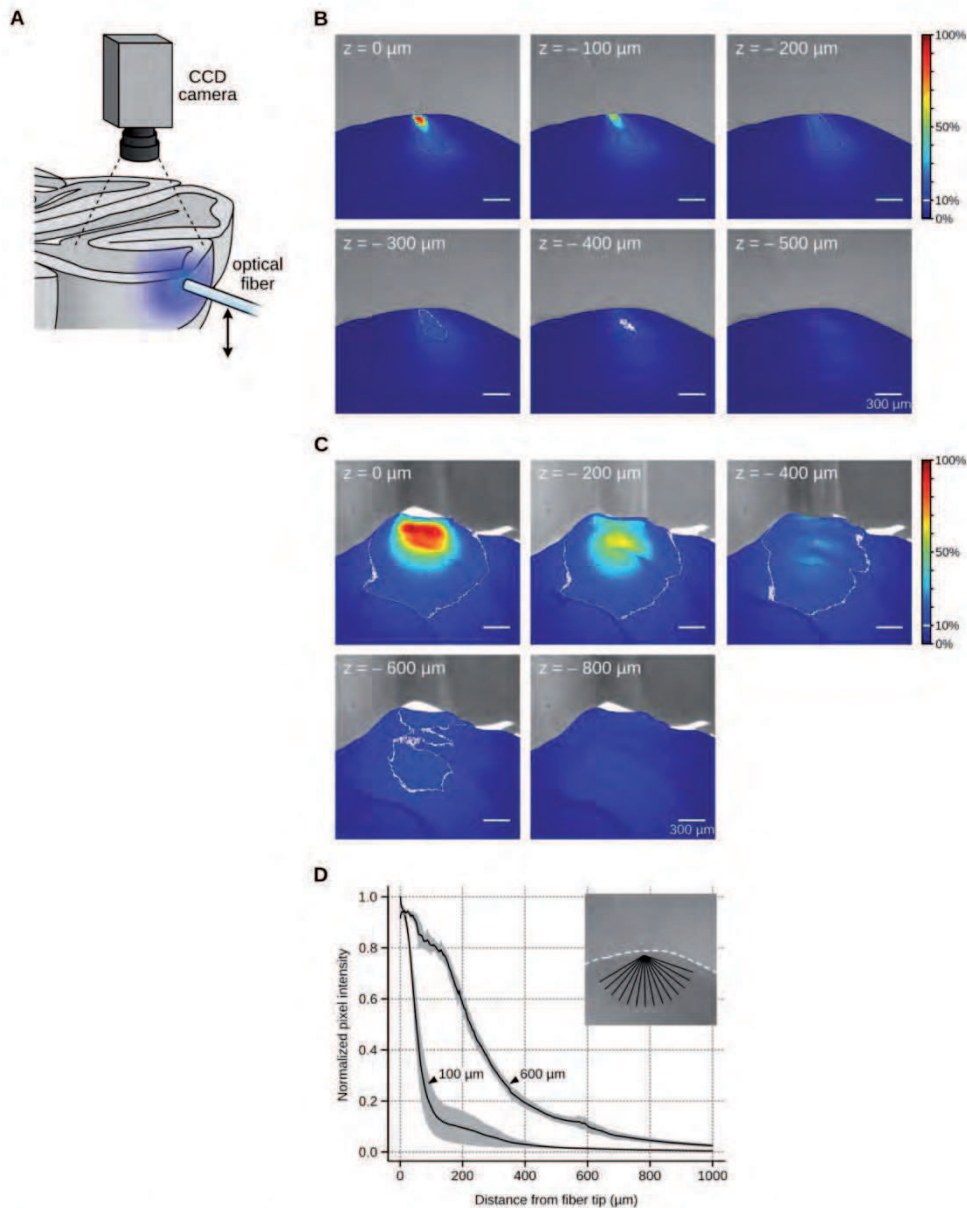 A
CCD
camera
optical
fiber
B
z = 0 µm
z = – 100 µm
z = – 200 µm
100%
50%
10%
0%
z = – 300 µm
z = – 400 µm
z = – 500 µm
300 µm
C
z = 0 µm
z = – 200 µm
z = – 400 µm
100%
50%
10%
0%
z = – 600 µm
z = – 800 µm
300 µm
D
Normalized pixel intensity
1.0
0.8
0.6
0.4
0.2
0.0
100 µm
600 µm
0
200
400
600
800
1000
Distance from fiber tip (µm)